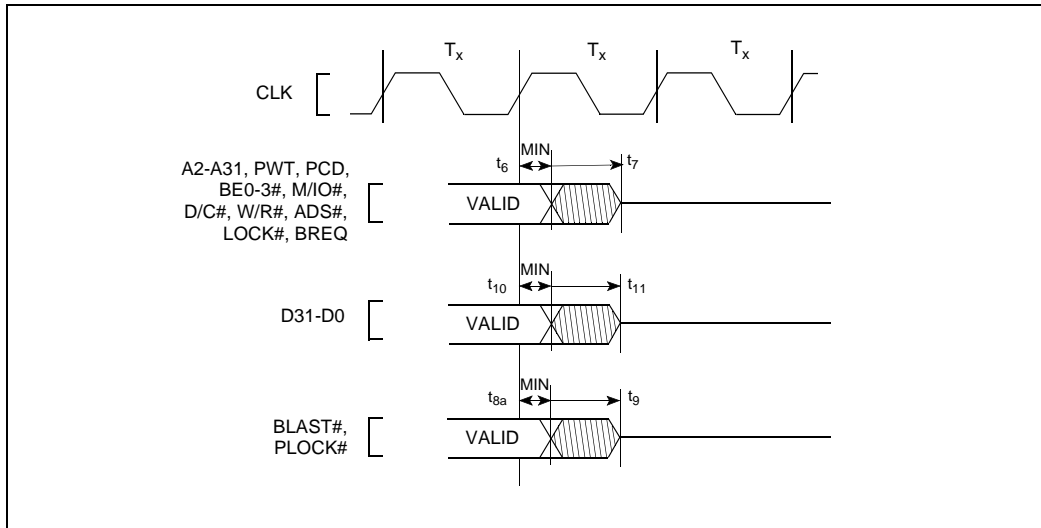 Tx Tx Tx
CLK
MIN
t6 t7
A2-A31, PWT, PCD,
BE0-3#, M/IO#,
D/C#, W/R#, ADS#,
LOCK#, BREQ
VALID
MIN
t10 t11
D31-D0
VALID
MIN
t8a t9
BLAST#,
PLOCK#
VALID